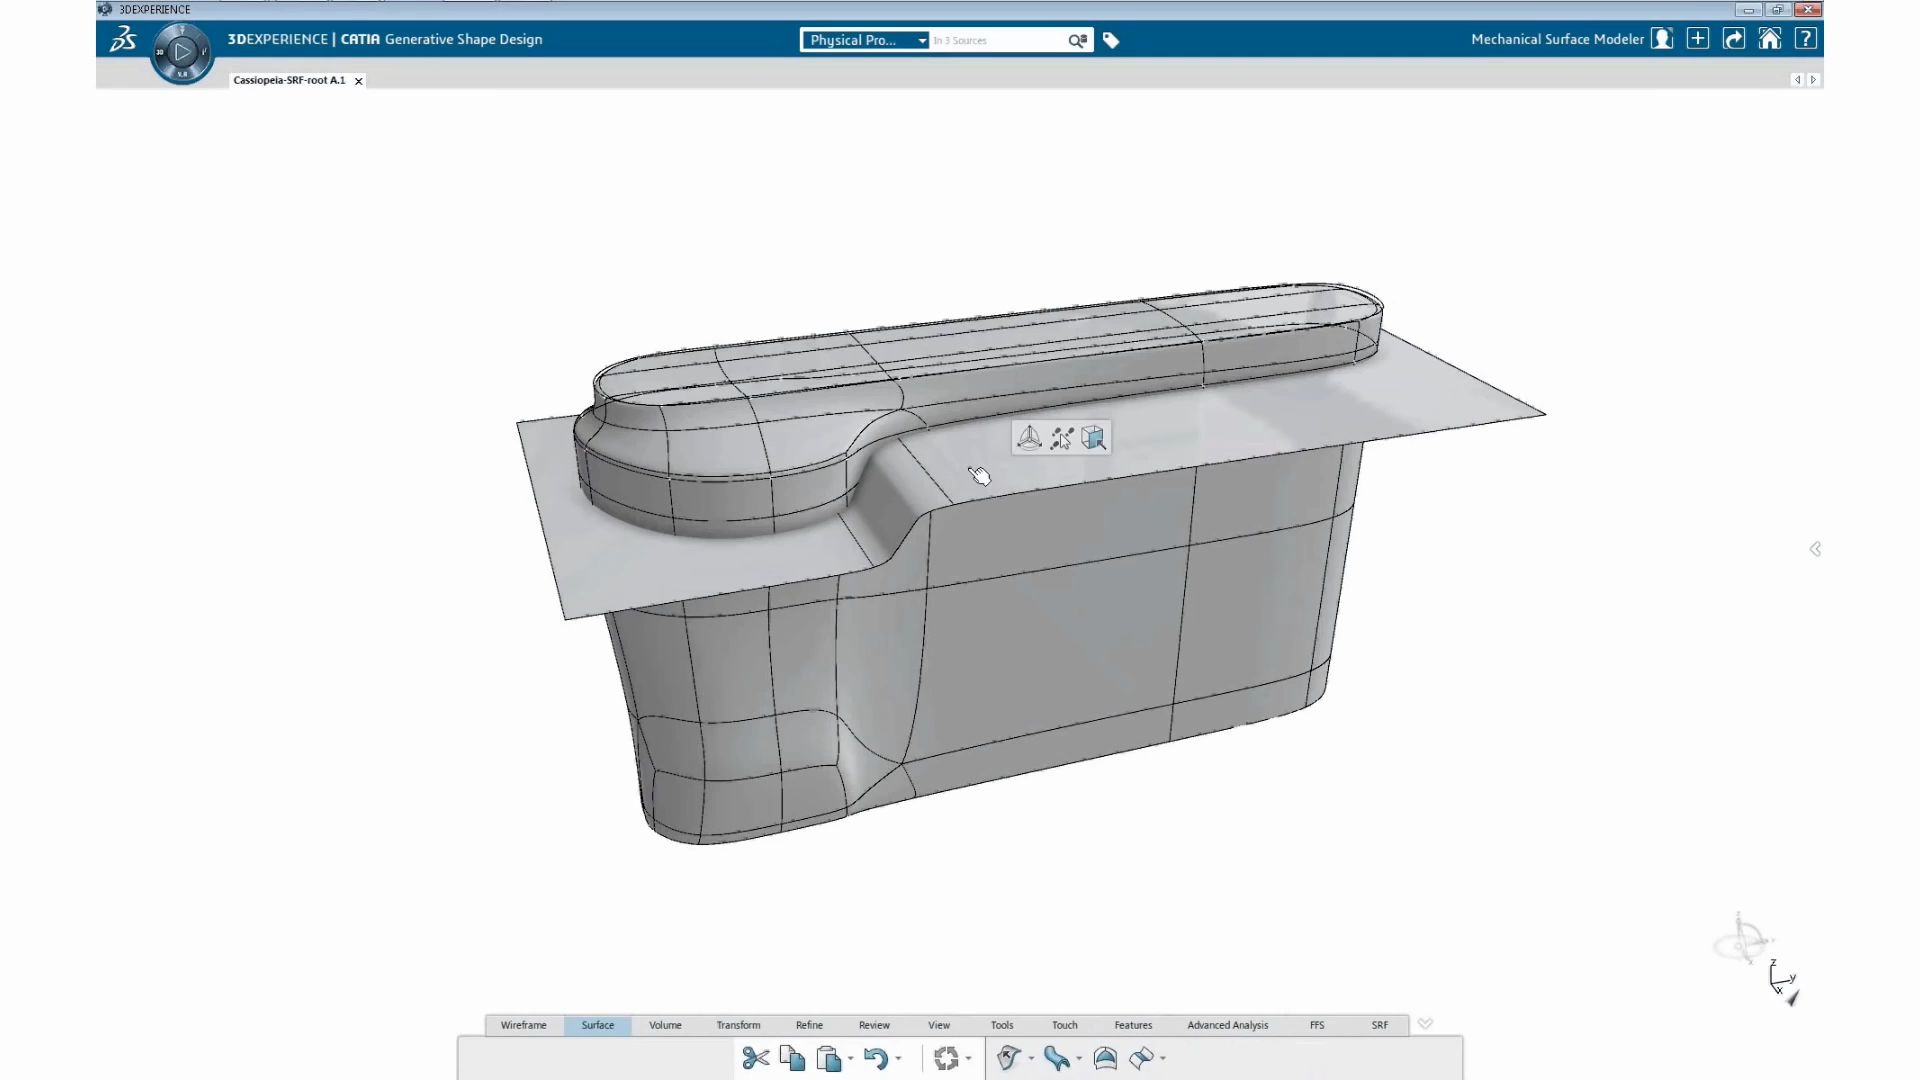 3DEXPERIENCE
3DEXPERIENCE | CATIA Generative Shape Design
Physical Pro...
In 3 Sources
Mechanical Surface Modeler
Cassiopeia-SRF-root A.1
3D
V.R
z
y
x
z
y
x
Wireframe
Surface
Volume
Transform
Refine
Review
View
Tools
Touch
Features
Advanced Analysis
FFS
SRF